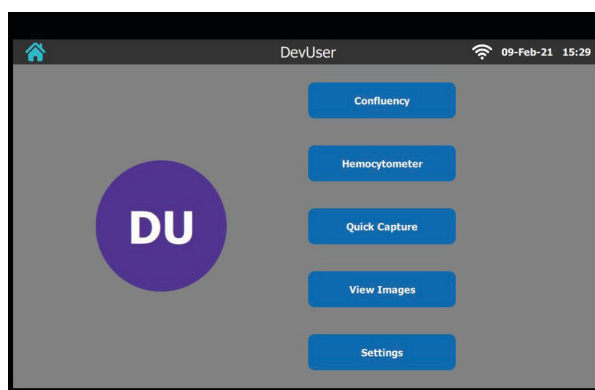 DevUser 09-Feb-21 15:29
Confluency
Hemocytometer
DU
Quick Capture
View Images
Settings